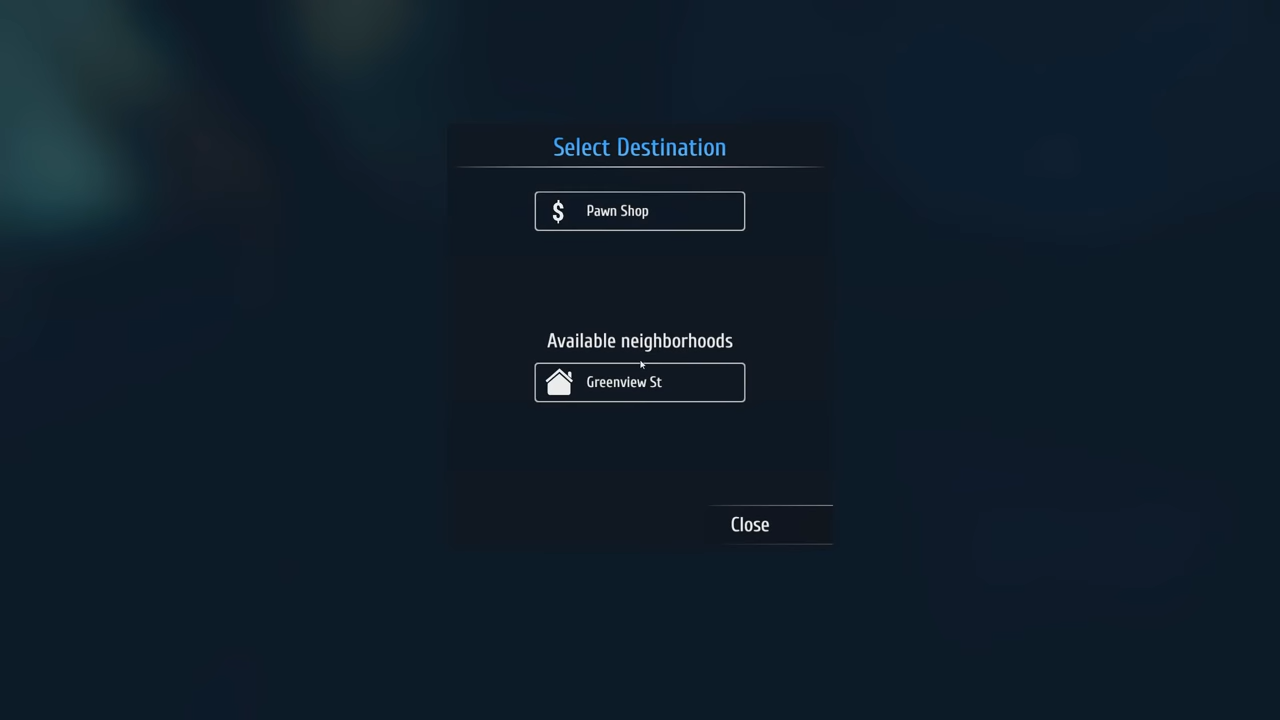 Select Destination
$ Pawn Shop
Available neighborhoods
Greenview St
Close